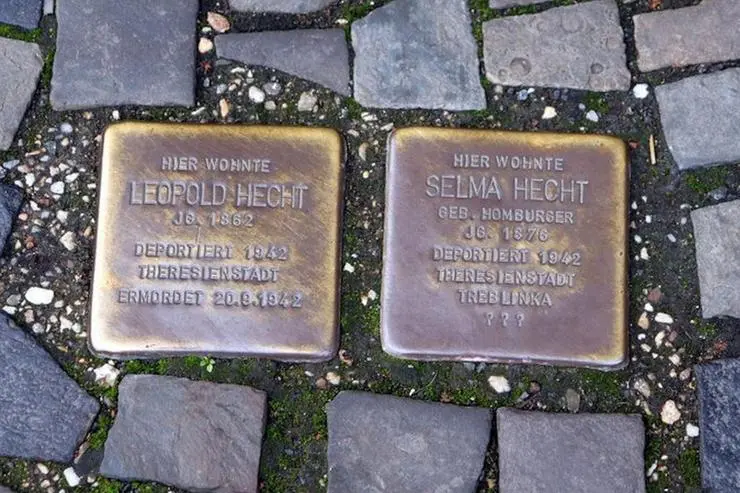 HIER WOHNTE
LEOPOLD HECHT
JG. 1862
DEPORTIERT 1942
THERESIENSTADT
ERMORDET 20.9.1942
HIER WOHNTE
SELMA HECHT
GEB. HOMBURGER
JG. 1876
DEPORTIERT 1942
THERESIENSTADT
TREBLINKA
? ? ?